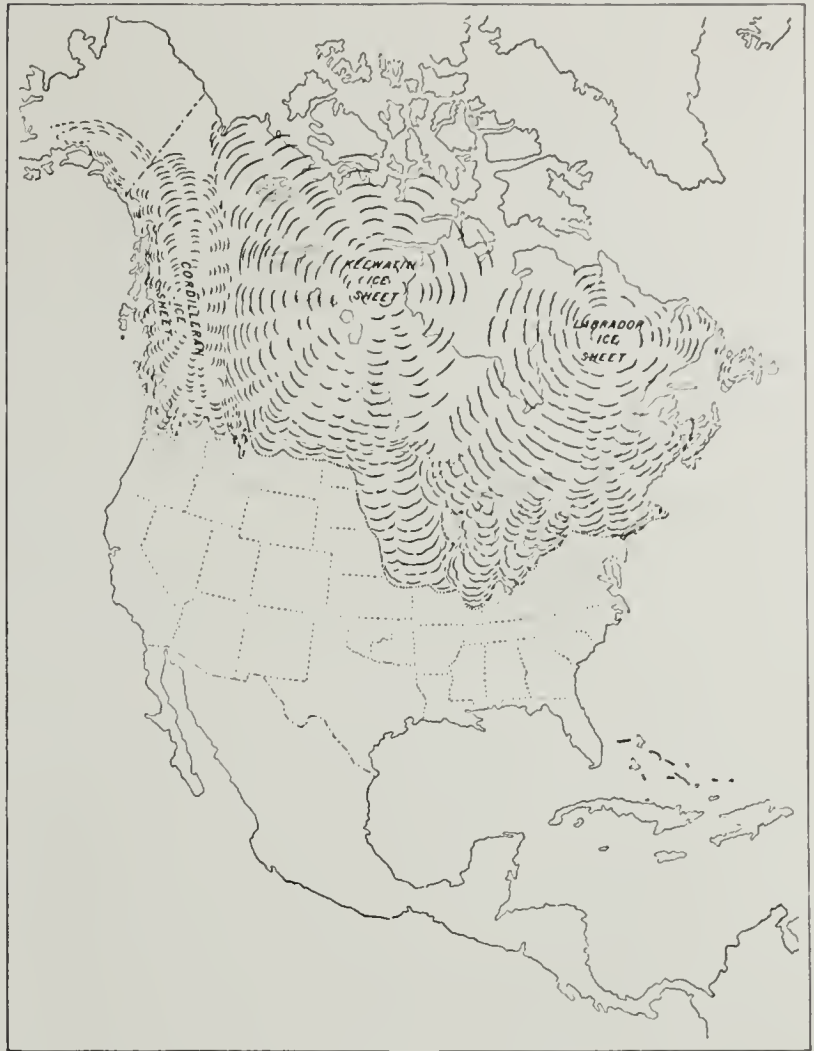 CORDILLERAN
ICE
SHEET
KEEWATIN
ICE
SHEET
LABRADOR
ICE
SHEET